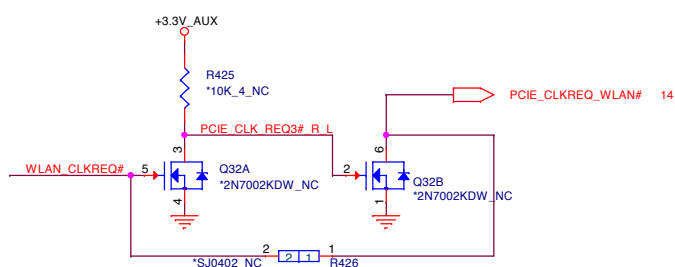 +3.3V_AUX
R425
*10K_4_NC
PCIE_CLKREQ_WLAN# 14
PCIE_CLK_REQ3#_R_L
3
6
WLAN_CLKREQ#
5
Q32A
*2N7002KDW_NC
2
Q32B
*2N7002KDW_NC
4
1
2
2 1
1
*SJ0402_NC
R426